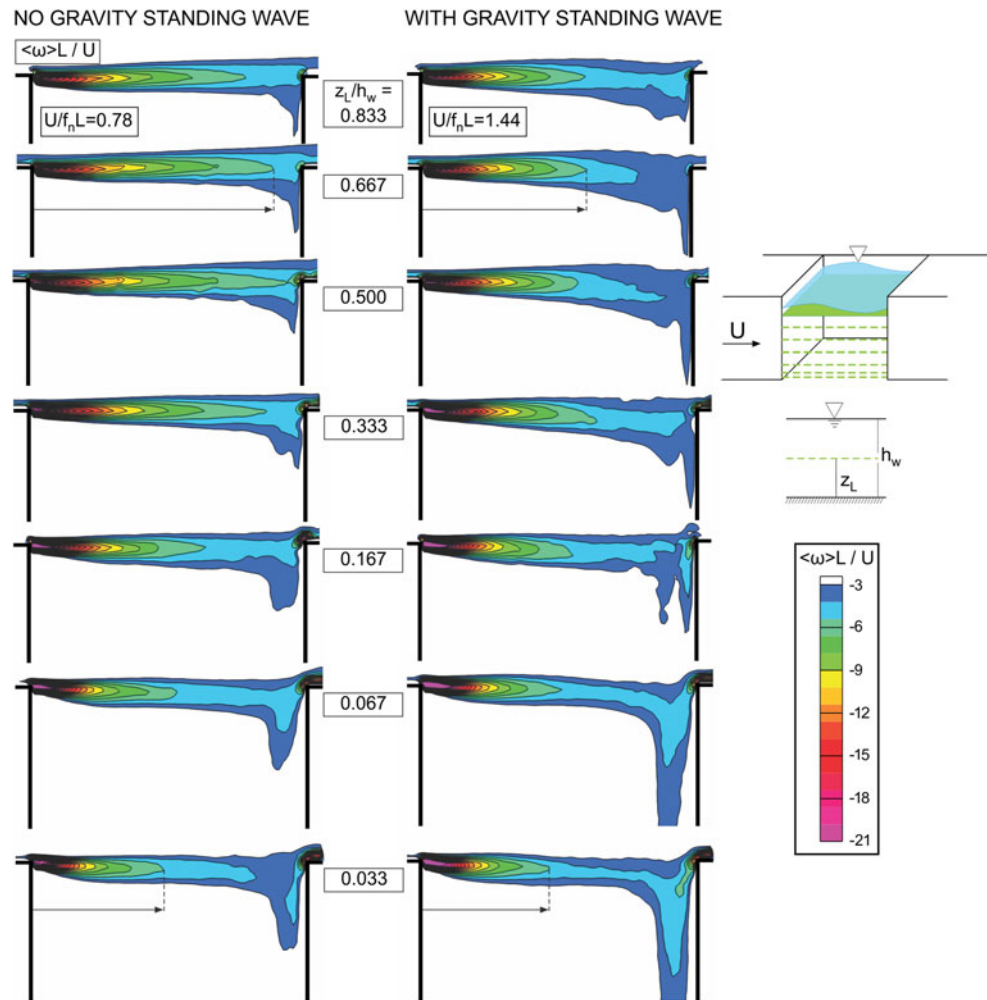 NO GRAVITY STANDING WAVE
WITH GRAVITY STANDING WAVE
<ω>L / U
z_L/h_w =
0.833
U/f_nL=0.78
U/f_nL=1.44
0.667
0.500
0.333
0.167
0.067
0.033
U
h_w
z_L
<ω>L / U
-3
-6
-9
-12
-15
-18
-21